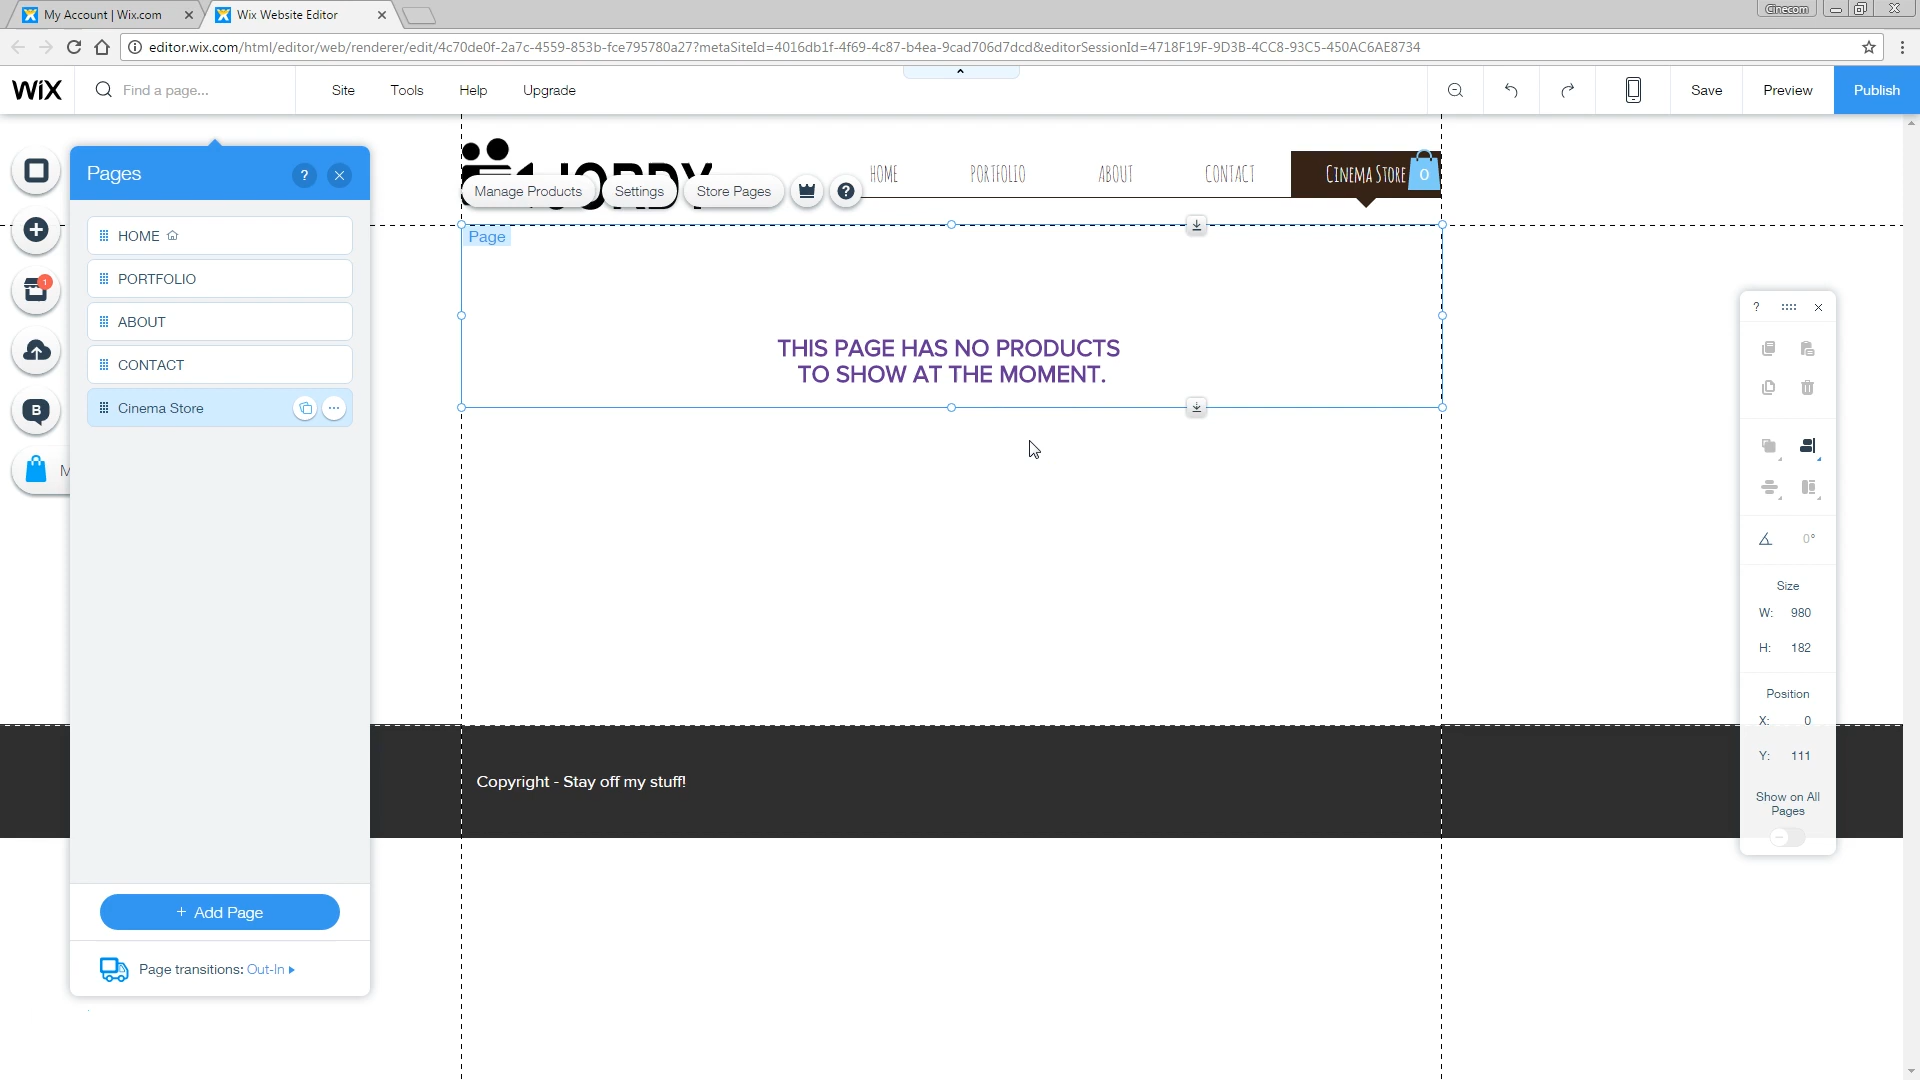 My Account | Wix.com
Wix Website Editor
Cinecom
editor.wix.com/html/editor/web/renderer/edit/4c70de0f-2a7c-4559-853b-fce795780a27?metaSiteId=4016db1f-4f69-4c87-b4ea-9cad706d7dcd&editorSessionId=4718F19F-9D3B-4CC8-93C5-450AC6AE8734
WiX
Find a page...
Site
Tools
Help
Upgrade
Save
Preview
Publish
Pages
?
HOME
PORTFOLIO
ABOUT
CONTACT
Cinema Store
1
B
M
+ Add Page
Page transitions: Out-In
JORDY
HOME
PORTFOLIO
ABOUT
CONTACT
Cinema Store
0
Manage Products
Settings
Store Pages
?
Page
THIS PAGE HAS NO PRODUCTS
TO SHOW AT THE MOMENT.
Copyright - Stay off my stuff!
?
0°
Size
W: 980
H: 182
Position
X: 0
Y: 111
Show on All
Pages